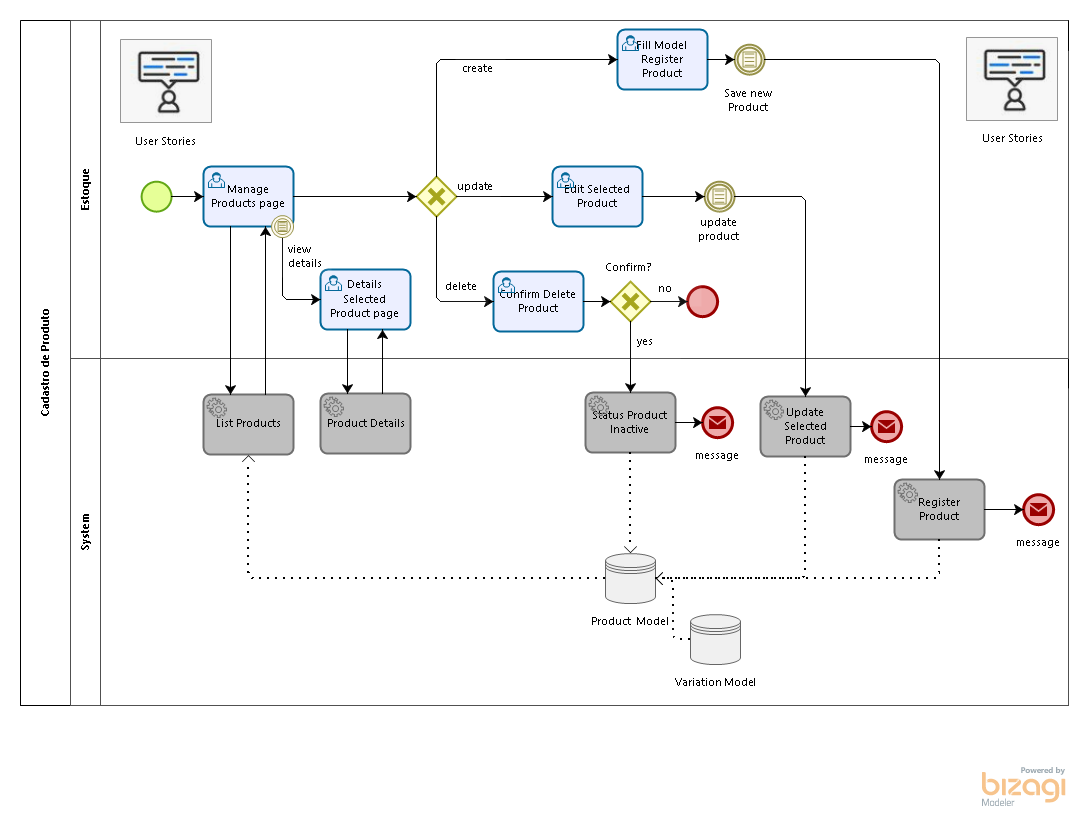 Cadastro de Produto
Estoque
User Stories
create
Fill Model
Register
Product
Save new
Product
User Stories
Manage
Products page
view
details
update
Edit Selected
Product
update
product
Details
Selected
Product page
delete
Confirm Delete
Product
Confirm?
no
yes
System
List Products
Product Details
Status Product
Inactive
message
Update
Selected
Product
message
Register
Product
message
Product Model
Variation Model
Powered by
bizagi
Modeler